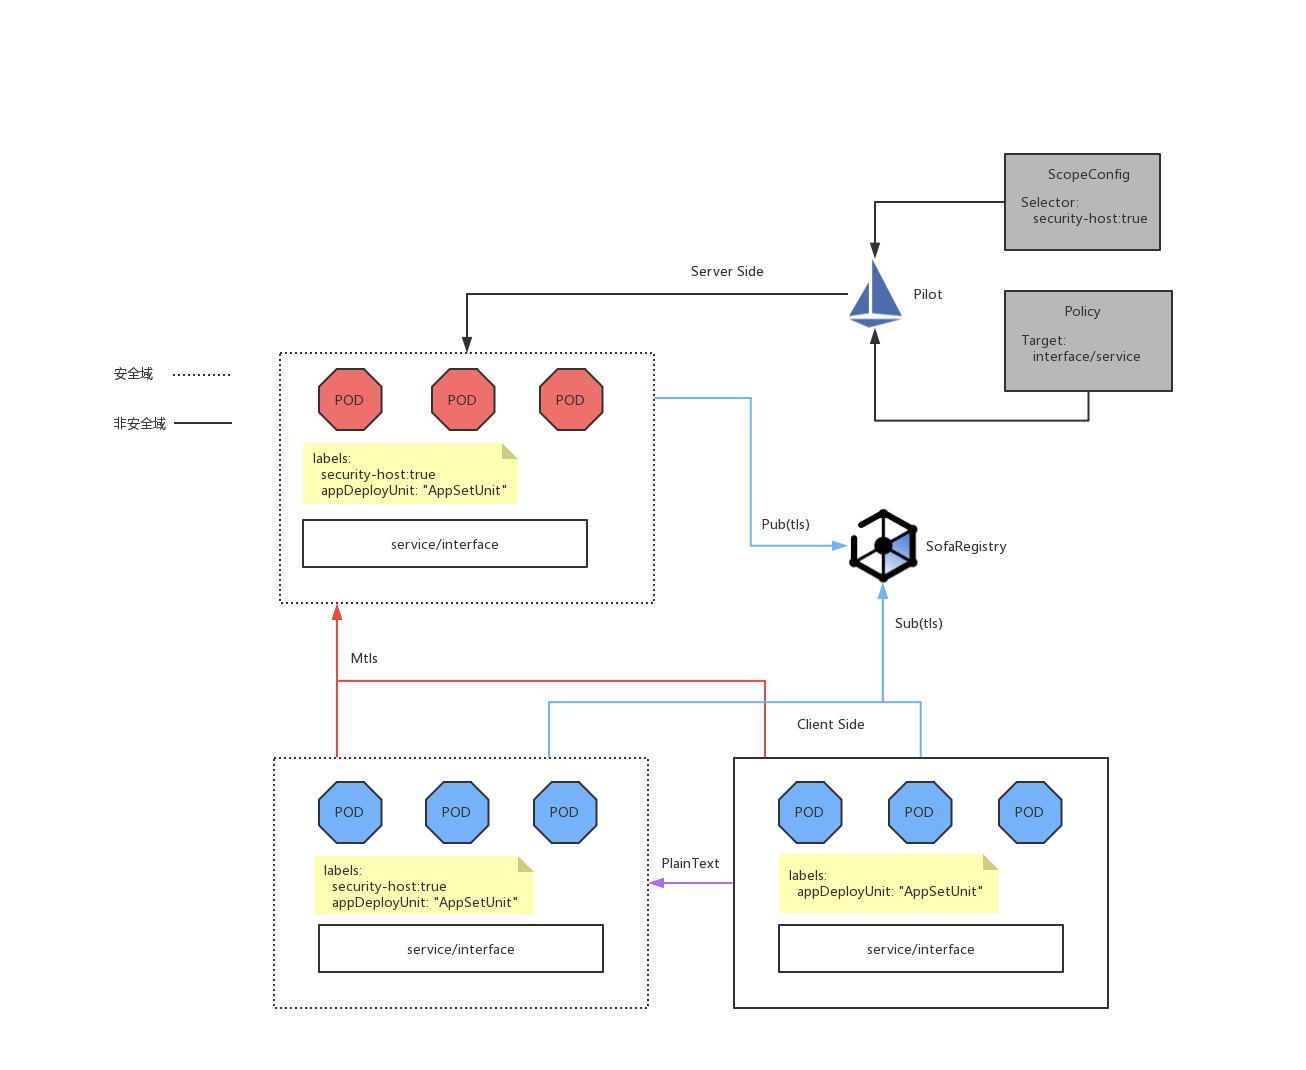 ScopeConfig
Selector:
security-host:true
Server Side
Pilot
Policy
Target:
interface/service
安全域
非安全域
POD
POD
POD
labels:
security-host:true
appDeployUnit: "AppSetUnit"
service/interface
Pub(tls)
SofaRegistry
Sub(tls)
Mtls
Client Side
POD
POD
POD
labels:
security-host:true
appDeployUnit: "AppSetUnit"
service/interface
PlainText
POD
POD
POD
labels:
appDeployUnit: "AppSetUnit"
service/interface